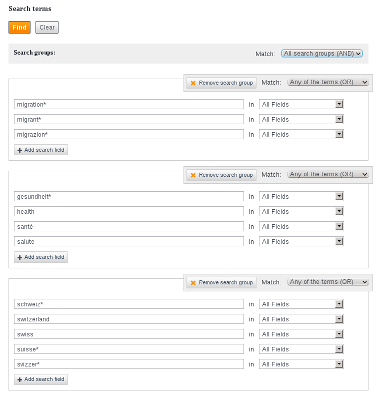 Search terms
Find Clear
Search groups: Match: All search groups (AND)
Remove search group Match: Any of the terms (OR)
migration* in All Fields
migrant* in All Fields
migrazion* in All Fields
Add search field
Remove search group Match: Any of the terms (OR)
gesundheit* in All Fields
health in All Fields
santé in All Fields
salute in All Fields
Add search field
Remove search group Match: Any of the terms (OR)
schweiz* in All Fields
switzerland in All Fields
swiss in All Fields
suisse* in All Fields
svizzer* in All Fields
Add search field